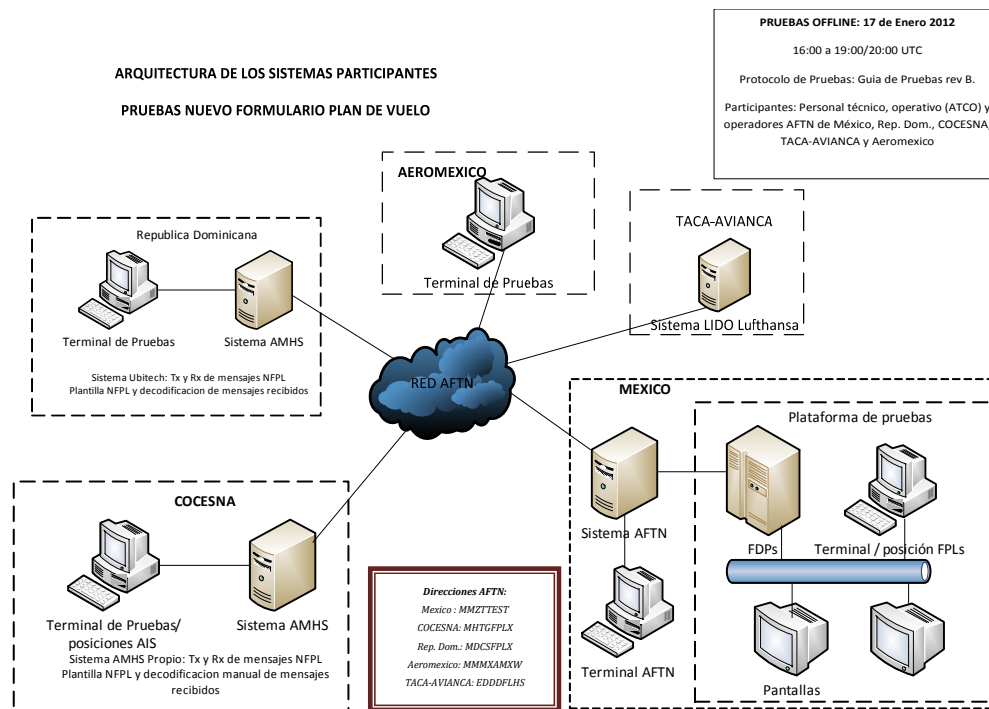 PRUEBAS OFFLINE: 17 de Enero 2012
16:00 a 19:00/20:00 UTC
Protocolo de Pruebas: Guia de Pruebas rev B.
Participantes: Personal técnico, operativo (ATCO) y
operadores AFTN de México, Rep. Dom., COCESNA,
TACA-AVIANCA y Aeromexico
ARQUITECTURA DE LOS SISTEMAS PARTICIPANTES
PRUEBAS NUEVO FORMULARIO PLAN DE VUELO
AEROMEXICO
Terminal de Pruebas
TACA-AVIANCA
Sistema LIDO Lufthansa
Republica Dominicana
Terminal de Pruebas
Sistema AMHS
Sistema Ubitech: Tx y Rx de mensajes NFPL
Plantilla NFPL y decodificacion de mensajes recibidos
RED AFTN
MEXICO
Plataforma de pruebas
Sistema AFTN
FDPs
Terminal / posición FPLs
Terminal AFTN
Pantallas
COCESNA
Terminal de Pruebas/
posiciones AIS
Sistema AMHS
Sistema AMHS Propio: Tx y Rx de mensajes NFPL
Plantilla NFPL y decodificacion manual de mensajes
recibidos
Direcciones AFTN:
Mexico : MMZTTEST
COCESNA: MHTGFPLX
Rep. Dom.: MDCSFPLX
Aeromexico: MMMXAMXW
TACA-AVIANCA: EDDDFLHS